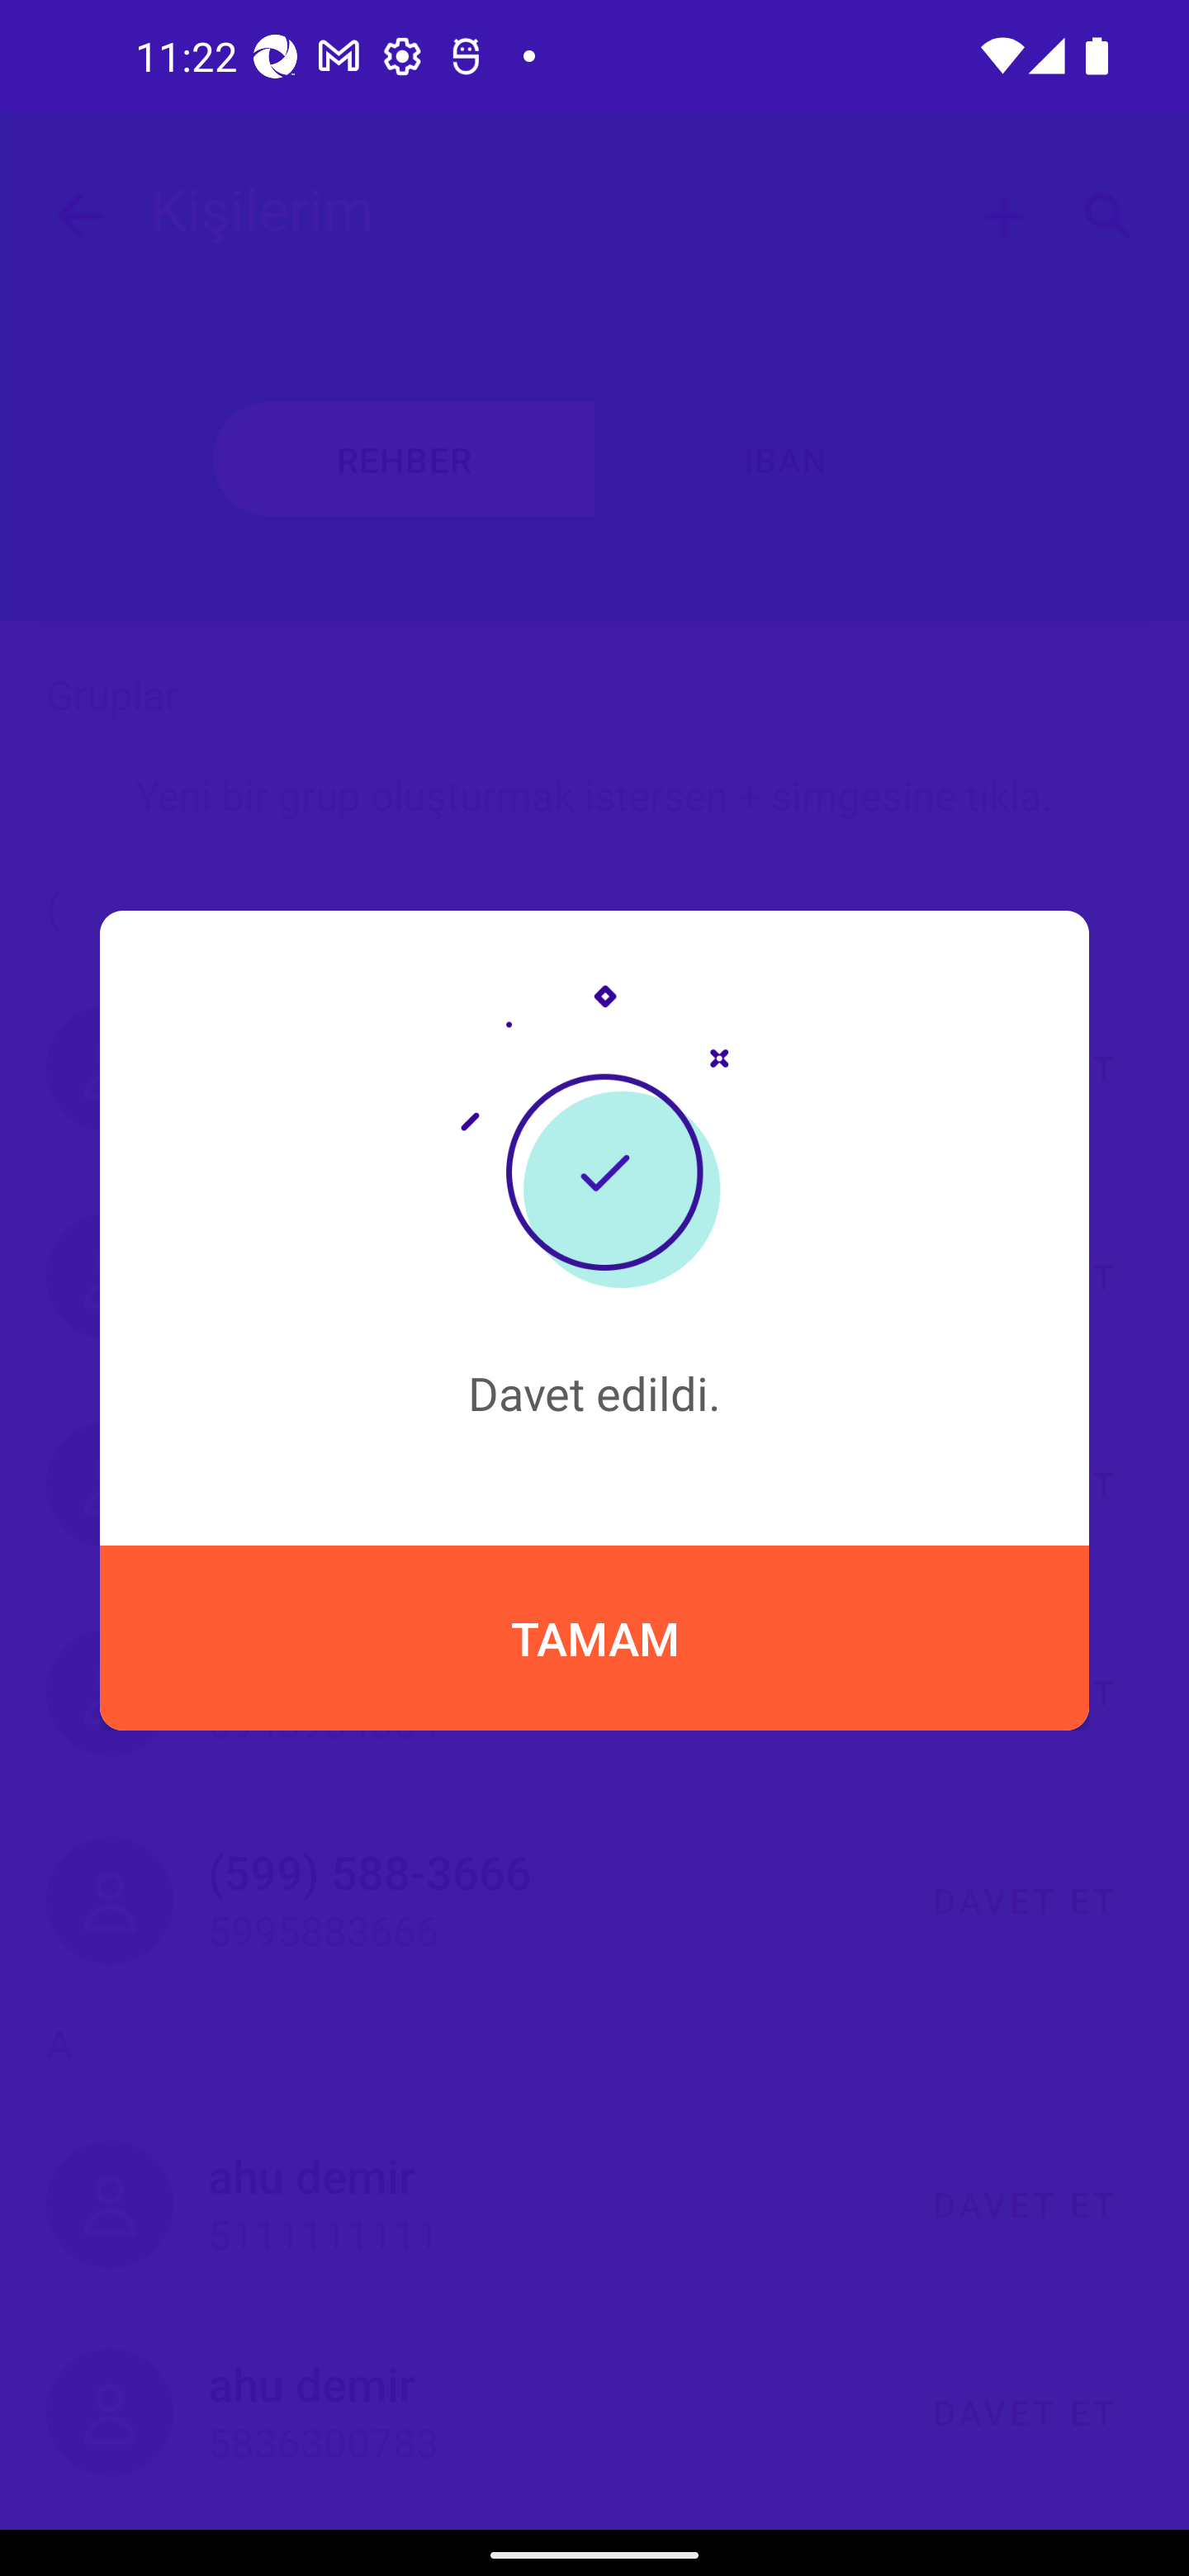 11:22
Kişilerim
REHBER IBAN
Gruplar
Yeni bir grup oluşturmak istersen + simgesine tıkla.
(
T
T
T
Davet edildi.
T
TAMAM
(599) 588-3666
5995883666
DAVET ET
A
ahu demir
5111111111
DAVET ET
ahu demir
5836300783
DAVET ET